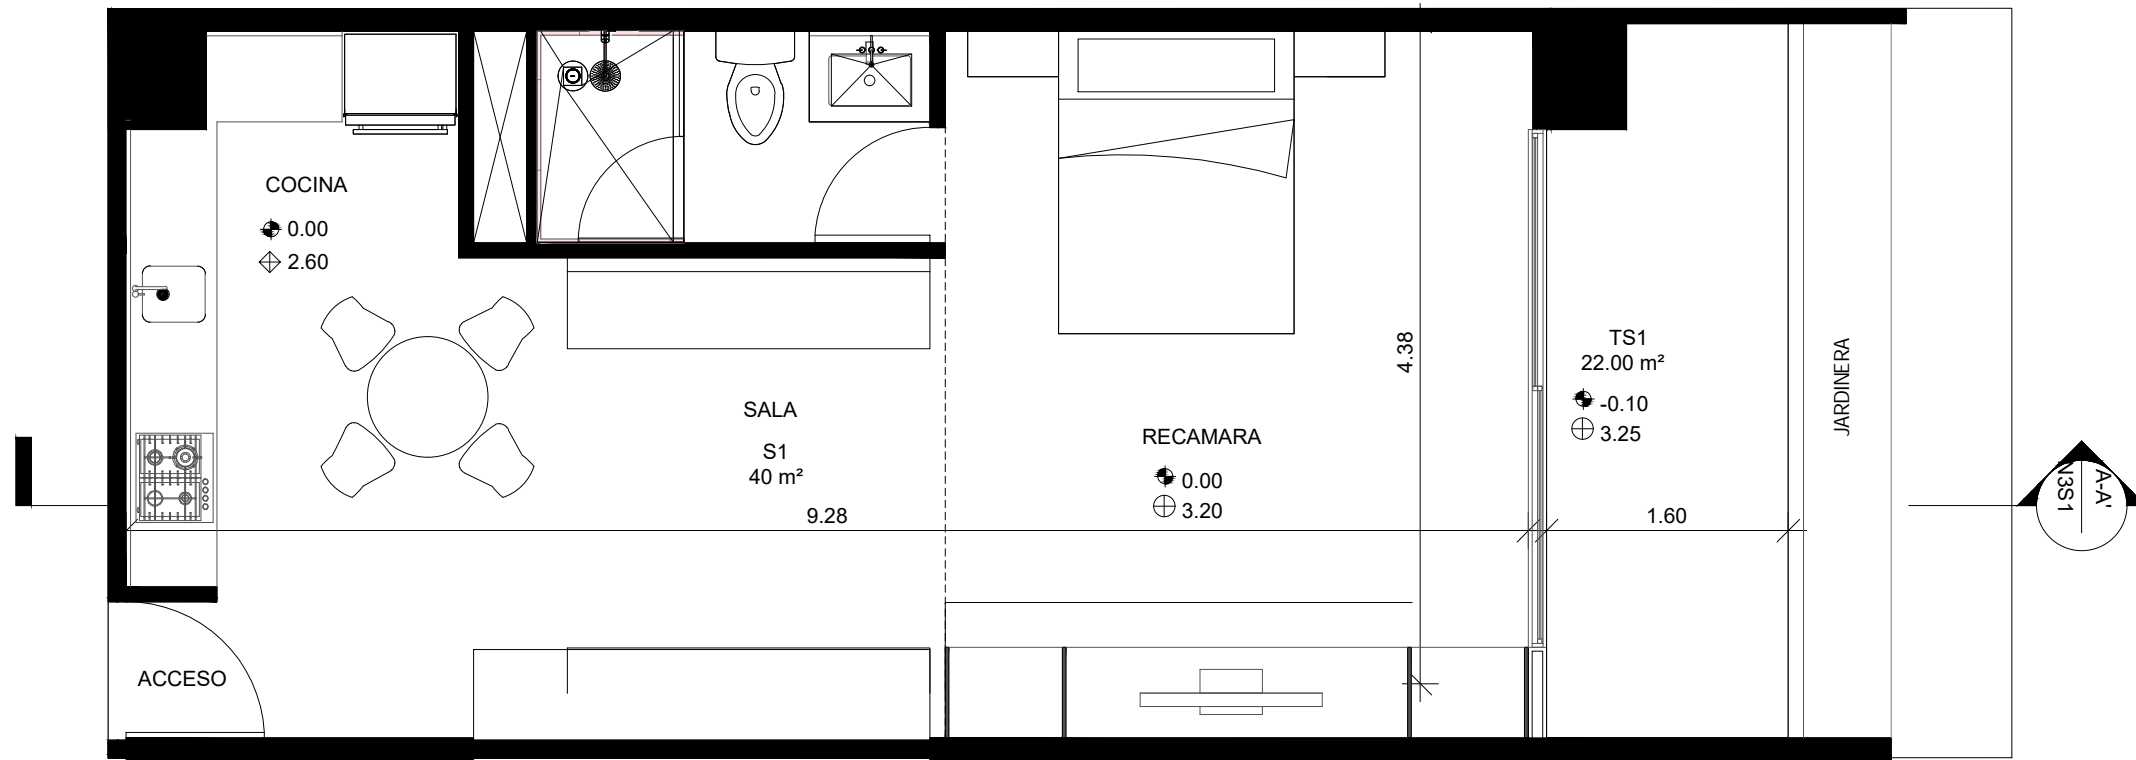 COCINA
0.00
2.60
SALA
S1
40 m²
RECAMARA
0.00
3.20
4.38
9.28
TS1
22.00 m²
-0.10
3.25
1.60
JARDINERA
A-A'
N3S1
ACCESO